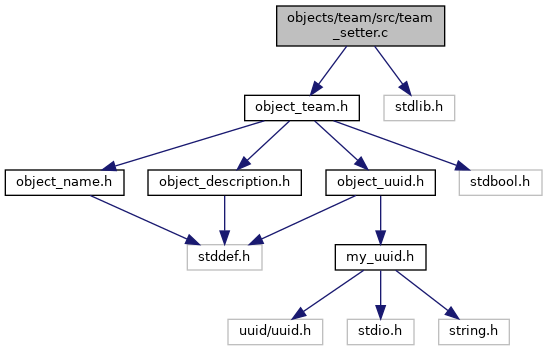 objects/team/src/team
_setter.c
object_team.h
stdlib.h
object_name.h
object_description.h
object_uuid.h
stdbool.h
stddef.h
my_uuid.h
uuid/uuid.h
stdio.h
string.h